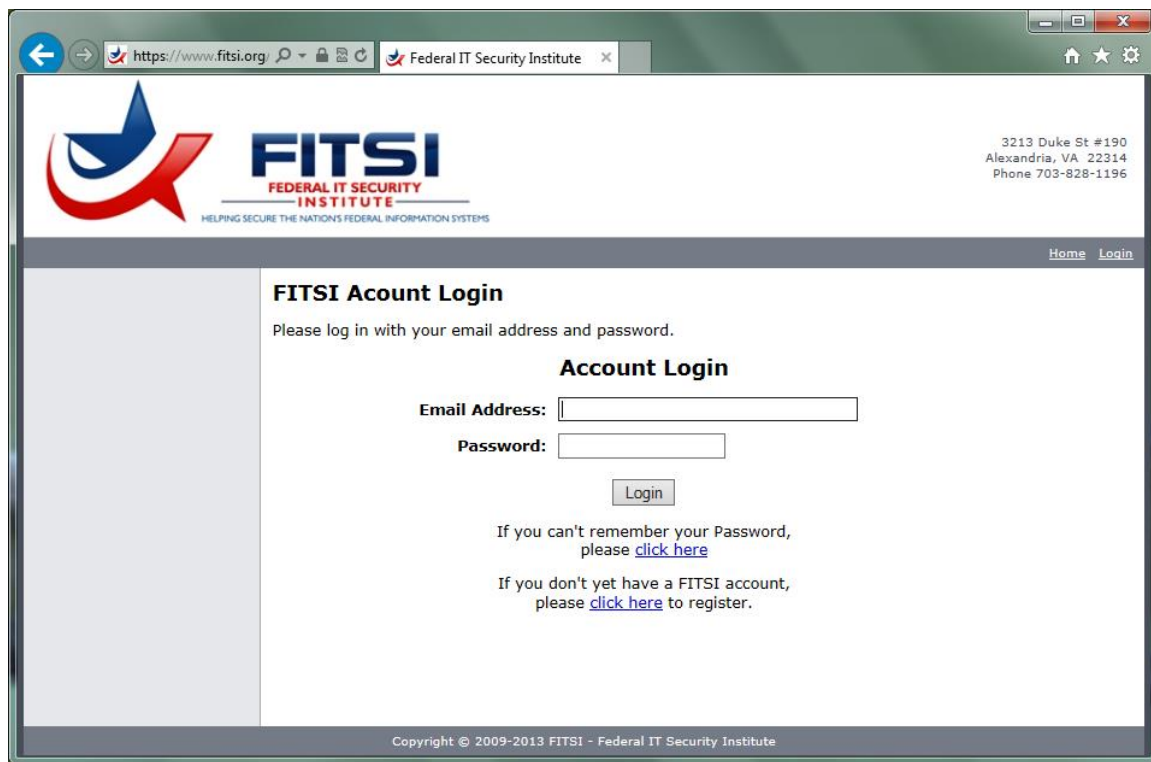 https://www.fitsi.org/
Federal IT Security Institute
FITSI
FEDERAL IT SECURITY
INSTITUTE
HELPING SECURE THE NATION'S FEDERAL INFORMATION SYSTEMS
3213 Duke St #190
Alexandria, VA 22314
Phone 703-828-1196
Home Login
FITSI Acount Login
Please log in with your email address and password.
Account Login
Email Address:
Password:
Login
If you can't remember your Password,
please click here
If you don't yet have a FITSI account,
please click here to register.
Copyright © 2009-2013 FITSI - Federal IT Security Institute